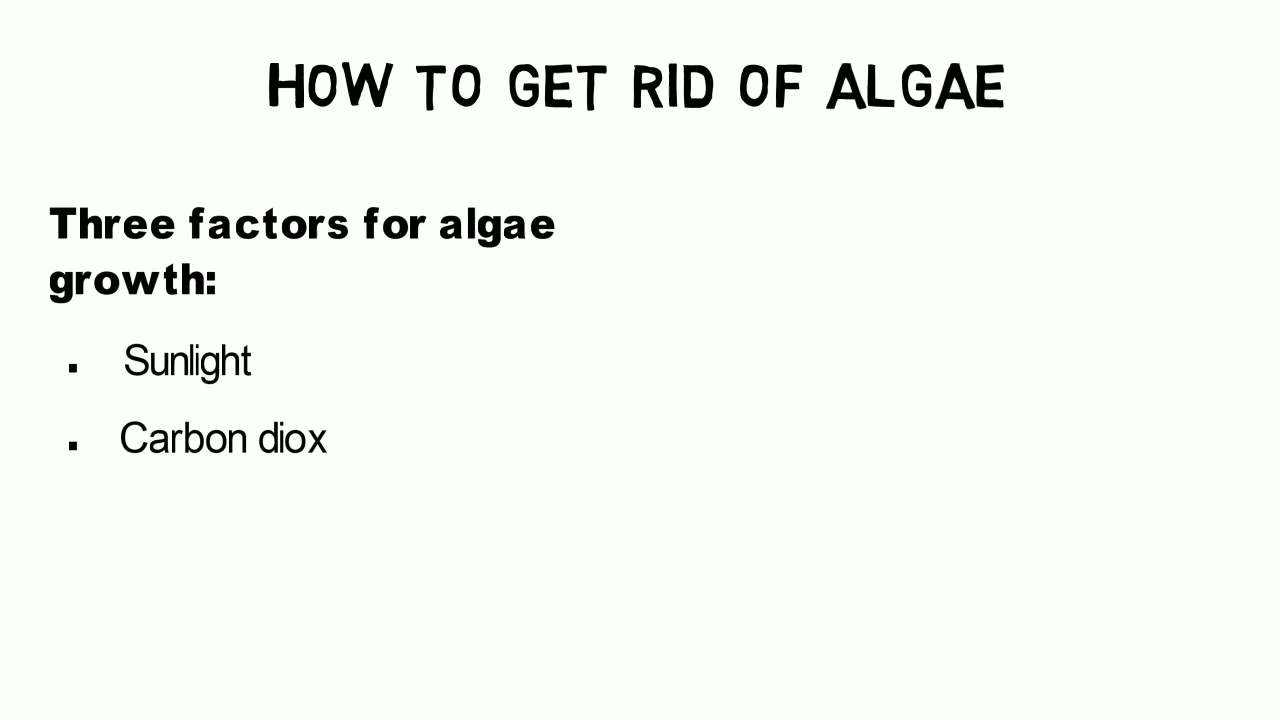 HOW TO GET RID OF ALGAE
Three factors for algae
growth:
▪ Sunlight
▪ Carbon diox